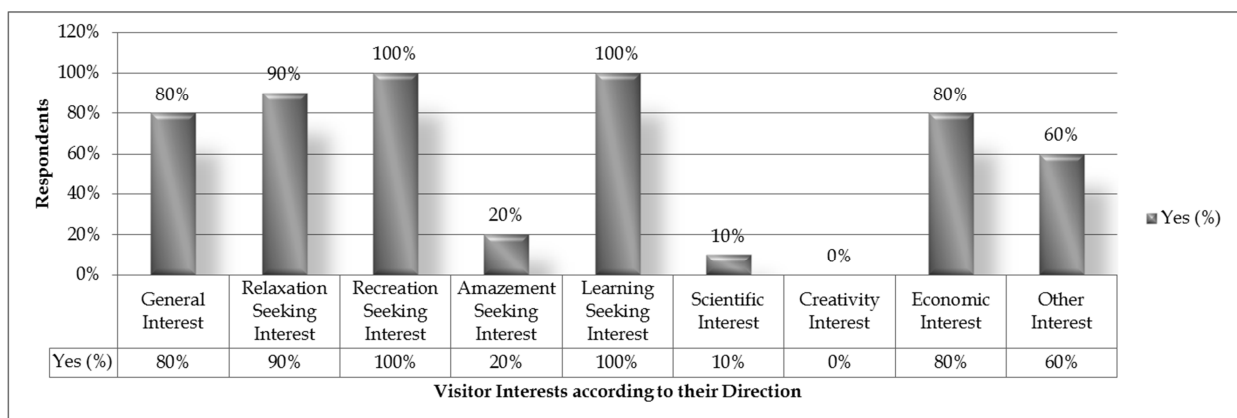 120%
100%
80%
60%
40%
20%
0%
Respondents
80%
90%
100%
20%
100%
10%
0%
80%
60%
Yes (%)
General Interest
Relaxation Seeking Interest
Recreation Seeking Interest
Amazement Seeking Interest
Learning Seeking Interest
Scientific Interest
Creativity Interest
Economic Interest
Other Interest
Yes (%) 80% 90% 100% 20% 100% 10% 0% 80% 60%
Visitor Interests according to their Direction